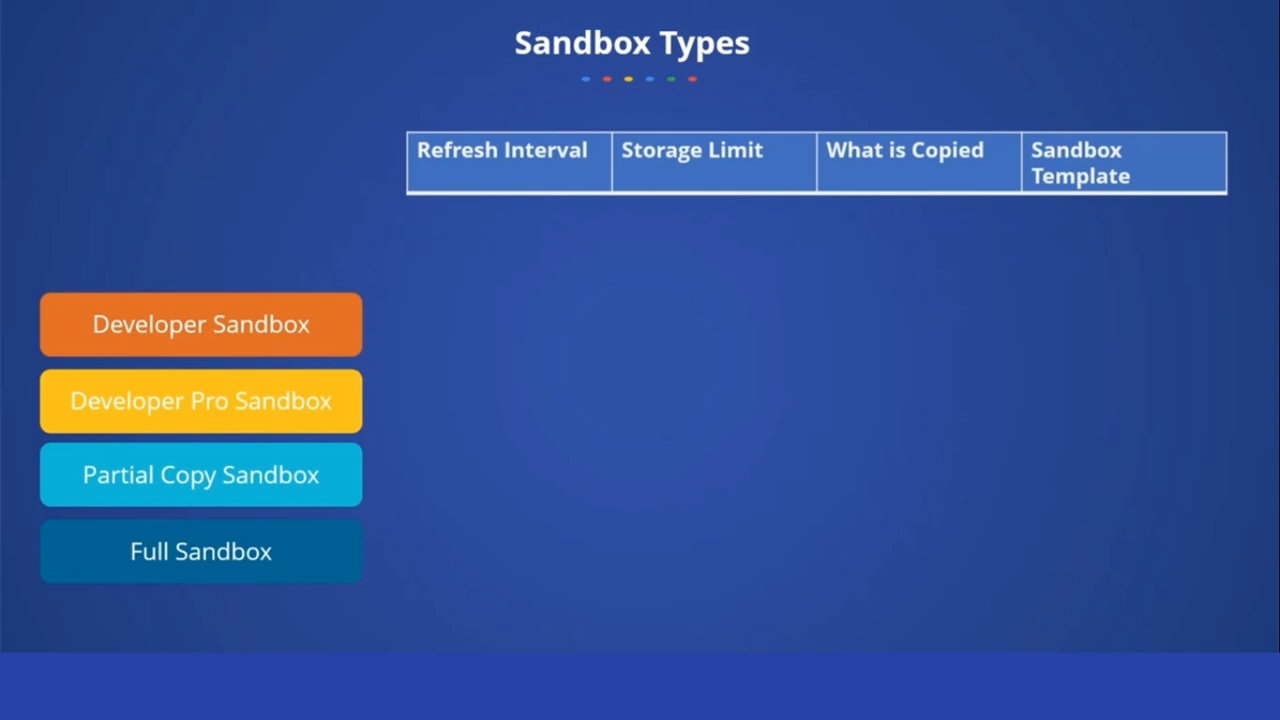 Sandbox Types
Refresh Interval
Storage Limit
What is Copied
Sandbox
Template
Developer Sandbox
Developer Pro Sandbox
Partial Copy Sandbox
Full Sandbox